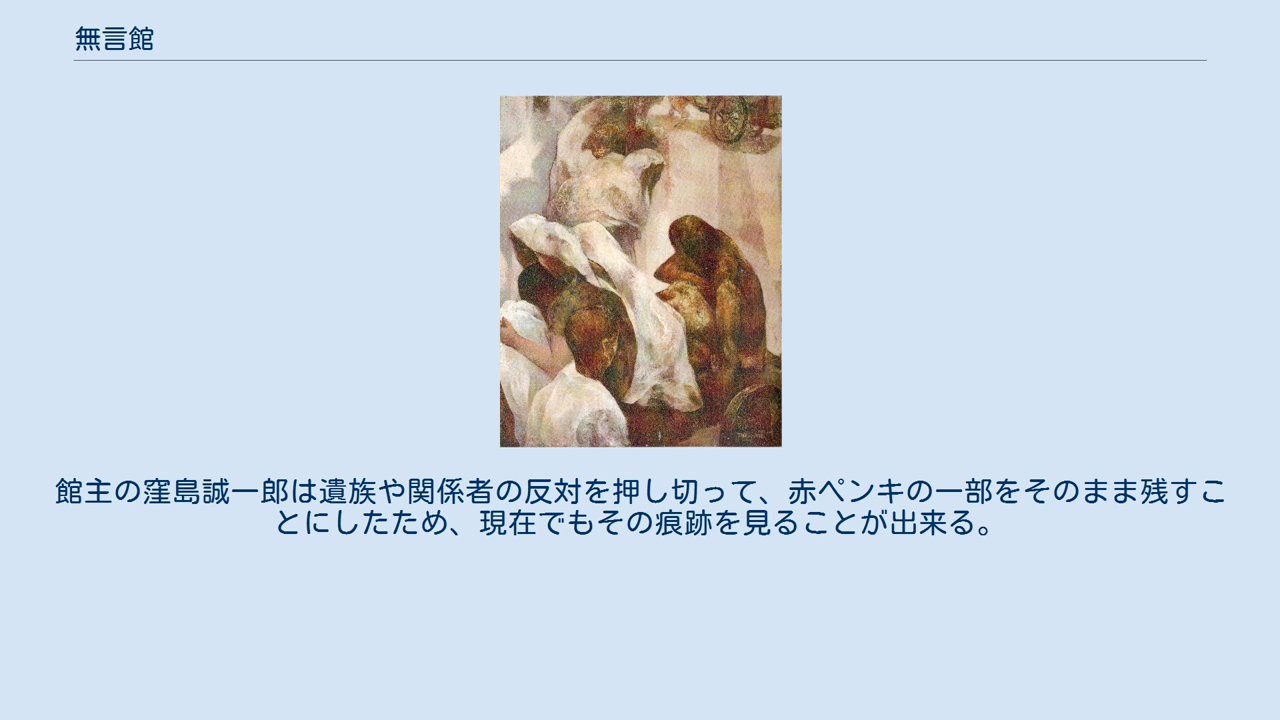 無言館
館主の窪島誠一郎は遺族や関係者の反対を押し切って、赤ペンキの一部をそのまま残すこ
とにしたため、現在でもその痕跡を見ることが出来る。